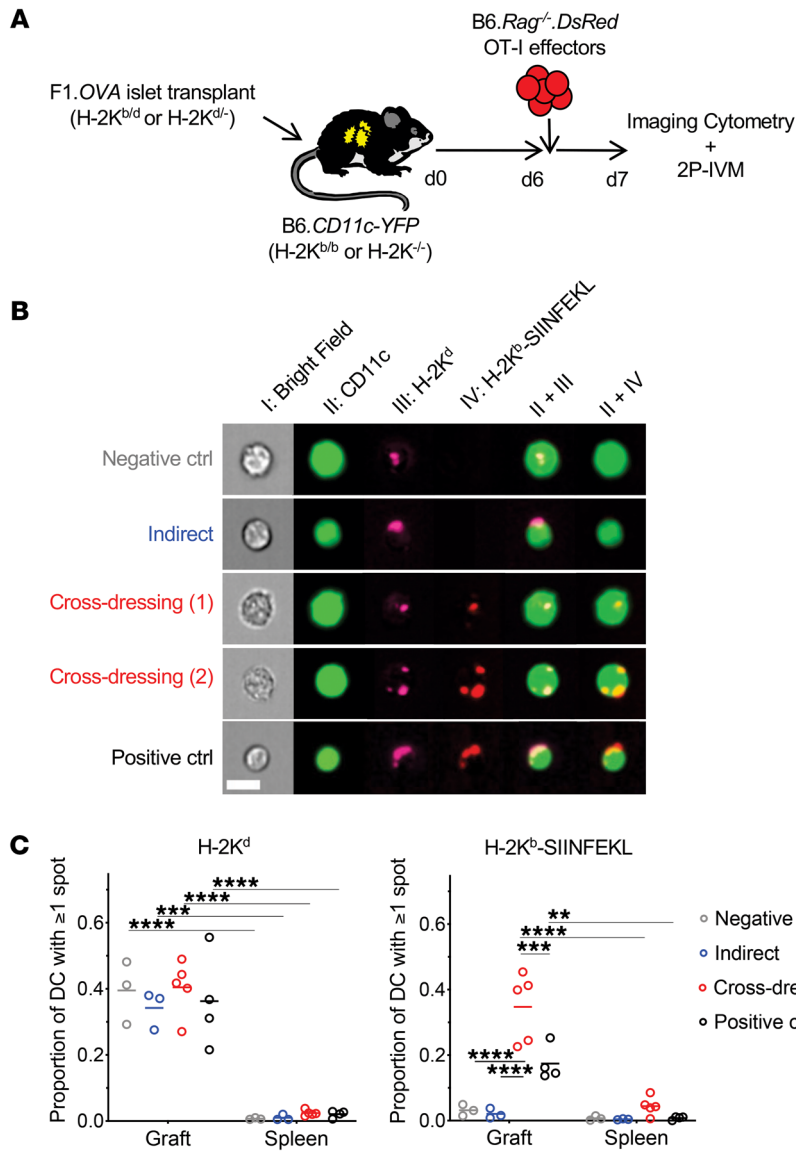 A
B6.Rag-/-.DsRed
OT-I effectors
F1.OVA islet transplant
(H-2Kb/d or H-2Kd/-)
Imaging Cytometry
+
2P-IVM
d0
d6
d7
B6.CD11c-YFP
(H-2Kb/b or H-2K-/-)
B
I: Bright Field
II: CD11c
III: H-2Kd
IV: H-2Kb-SIINFEKL
II + III
II + IV
Negative ctrl
Indirect
Cross-dressing (1)
Cross-dressing (2)
Positive ctrl
C
H-2Kd
Proportion of DC with ≥1 spot
0.6
0.4
0.2
0.0
****
****
***
****
Graft
Spleen
H-2Kb-SIINFEKL
Proportion of DC with ≥1 spot
0.6
0.4
0.2
0.0
**
****
***
****
****
Graft
Spleen
Negative
Indirect
Cross-dre
Positive c